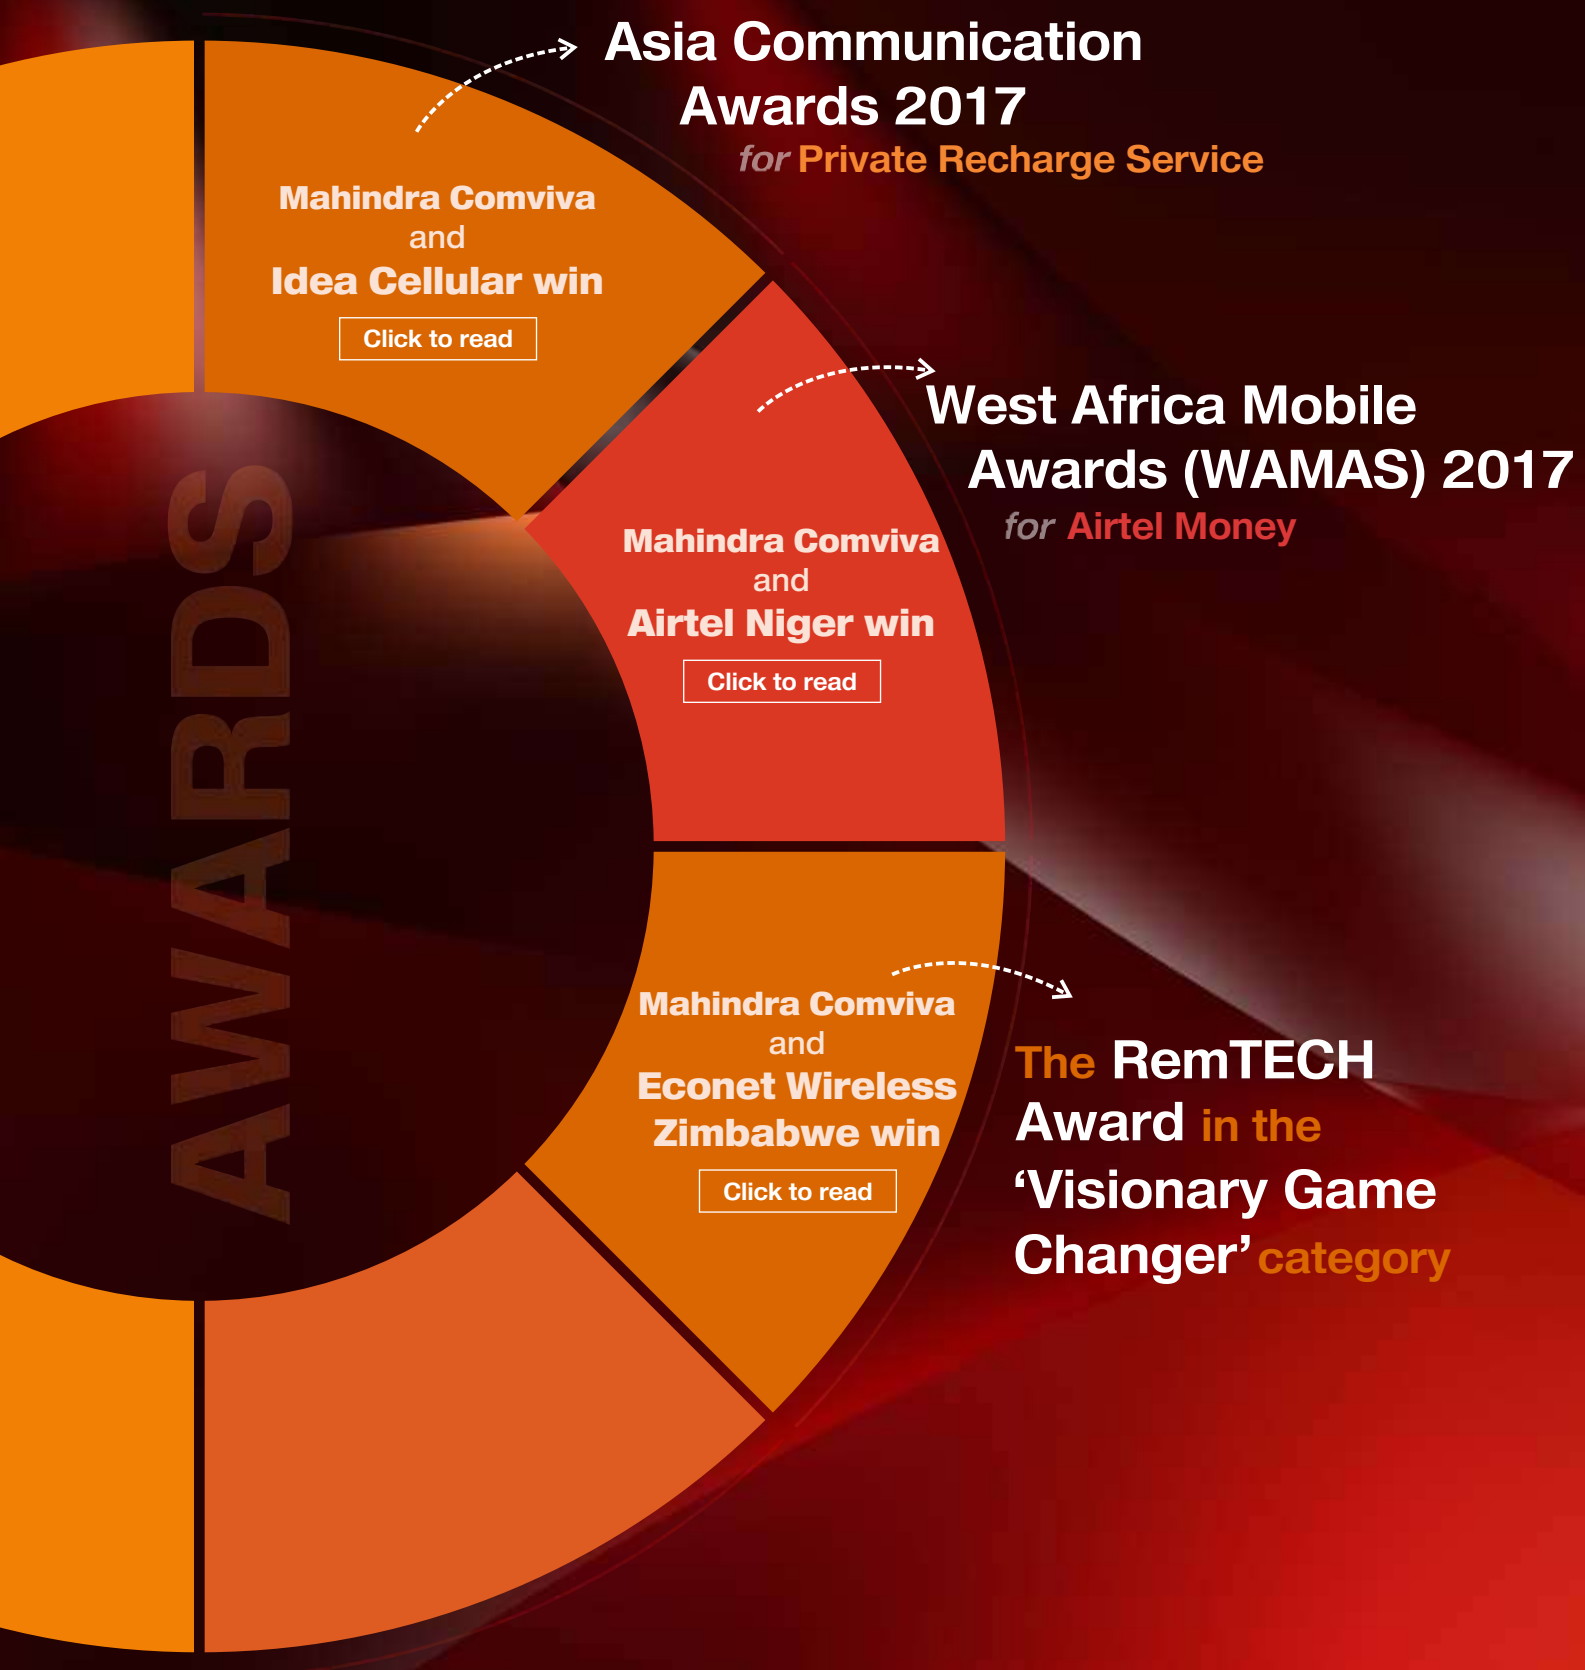 Asia Communication
Awards 2017
for Private Recharge Service
Mahindra Comviva
and
Idea Cellular win
Click to read
West Africa Mobile
Awards (WAMAS) 2017
for Airtel Money
Mahindra Comviva
and
Airtel Niger win
Click to read
AWARDS
Mahindra Comviva
and
Econet Wireless
Zimbabwe win
Click to read
The RemTECH
Award in the
‘Visionary Game
Changer’ category